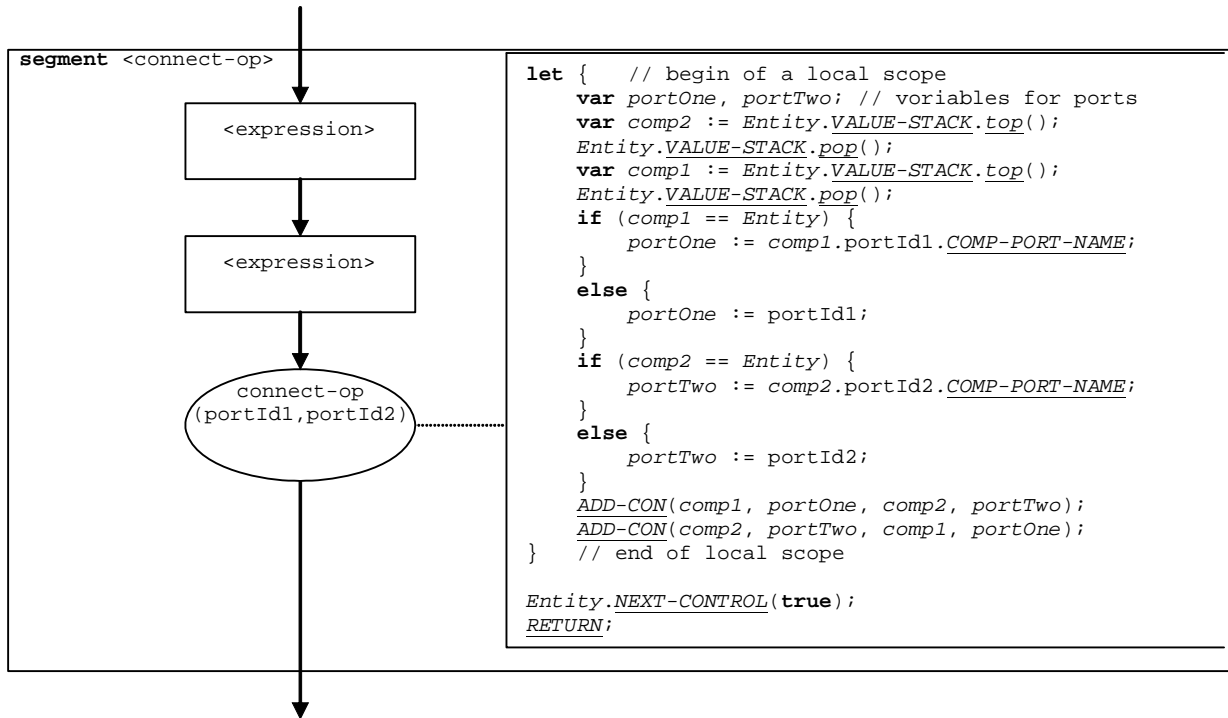 segment <connect-op>
<expression>
<expression>
connect-op
(portId1,portId2)
let {   // begin of a local scope
var portOne, portTwo; // voriables for ports
var comp2 := Entity.VALUE-STACK.top();
Entity.VALUE-STACK.pop();
var comp1 := Entity.VALUE-STACK.top();
Entity.VALUE-STACK.pop();
if (comp1 == Entity) {
portOne := comp1.portId1.COMP-PORT-NAME;
}
else {
portOne := portId1;
}
if (comp2 == Entity) {
portTwo := comp2.portId2.COMP-PORT-NAME;
}
else {
portTwo := portId2;
}
ADD-CON(comp1, portOne, comp2, portTwo);
ADD-CON(comp2, portTwo, comp1, portOne);
}   // end of local scope
Entity.NEXT-CONTROL(true);
RETURN;